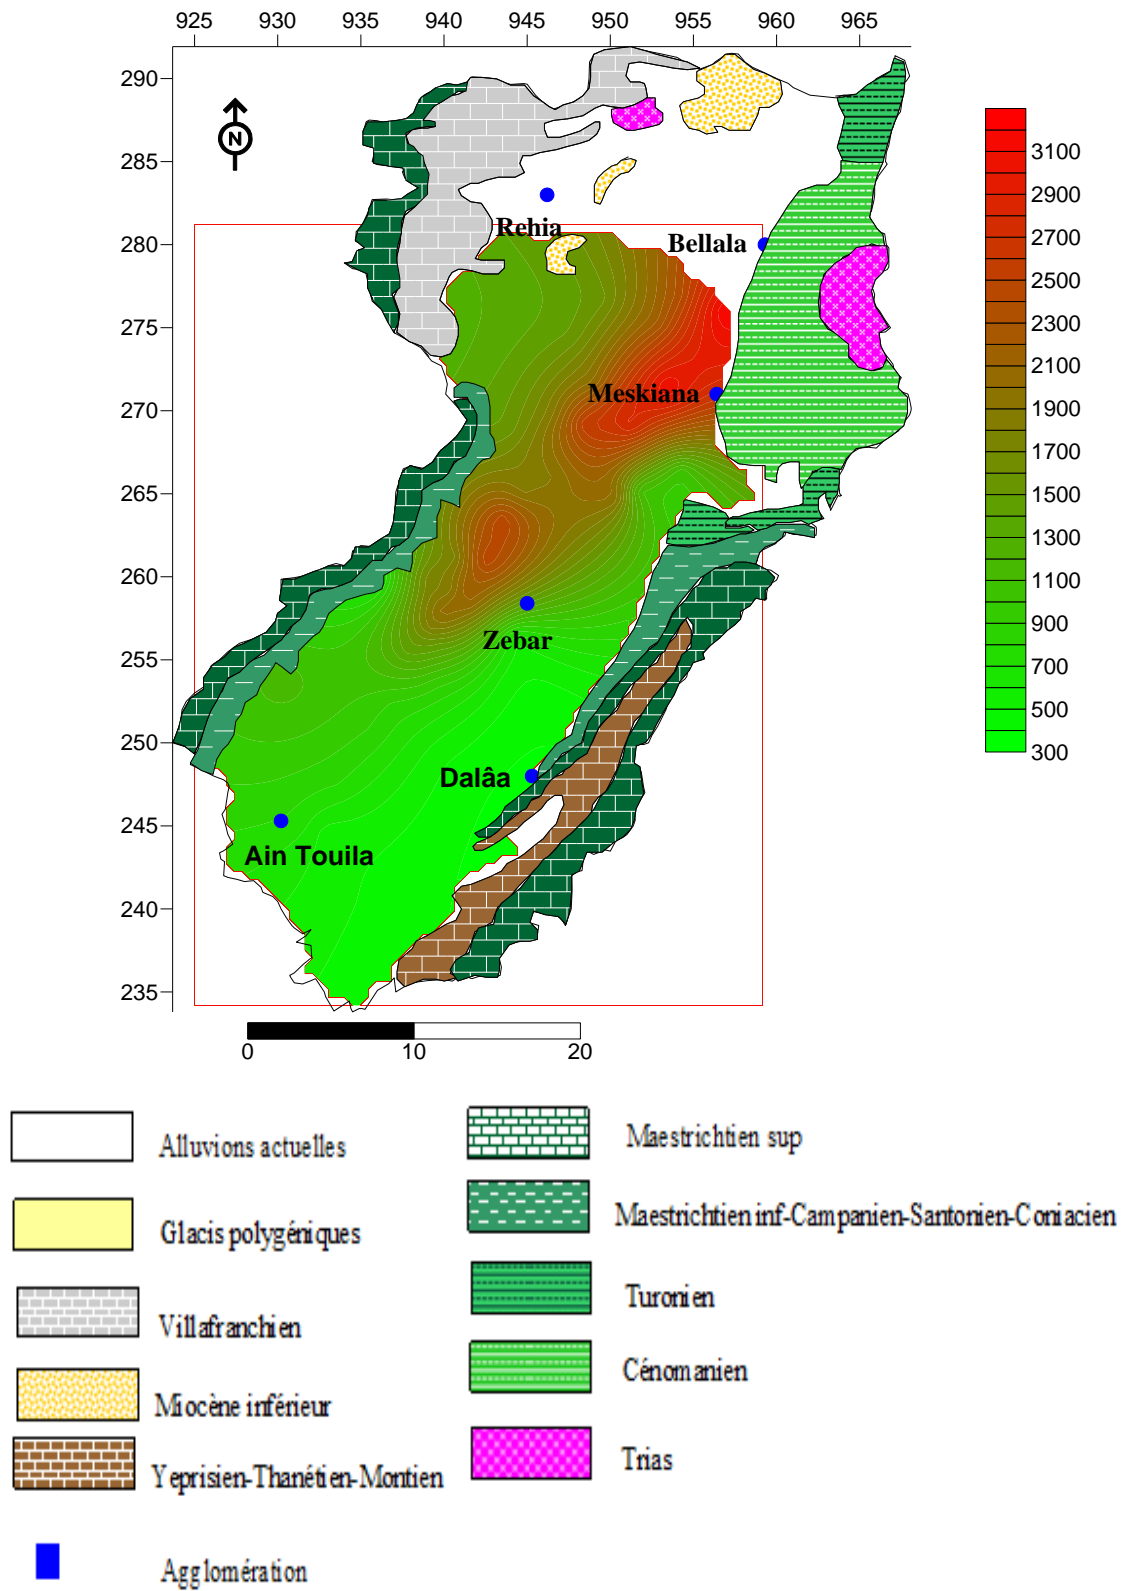 925 930 935 940 945 950 955 960 965
290
285
280
275
270
265
260
255
250
245
240
235
N
Rehia
Bellala
Meskiana
Zebar
Dalâa
Ain Touila
3100
2900
2700
2500
2300
2100
1900
1700
1500
1300
1100
900
700
500
300
0 10 20
Alluvions actuelles
Glacis polygéniques
Villafranchien
Miocène inférieur
Yeprisien-Thanétien-Montien
Agglomération
Maestrichtien sup
Maestrichtien inf-Campanien-Santonien-Coniacien
Turonien
Cénomanien
Trias